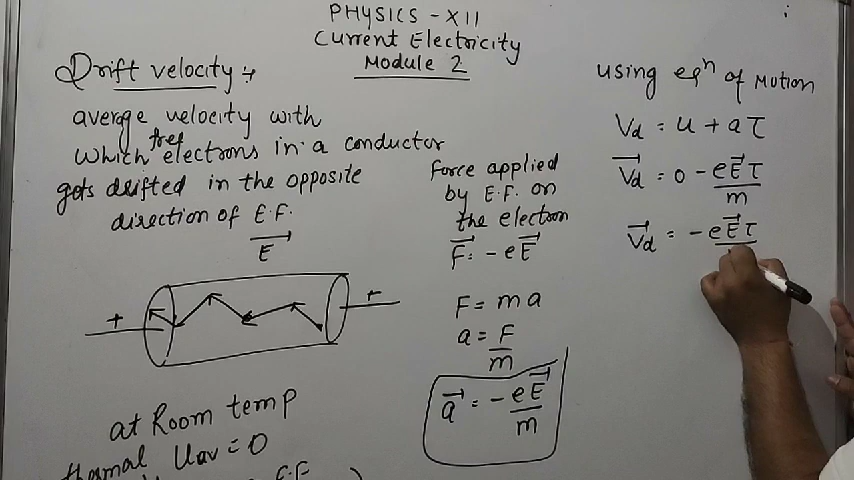 PHYSICS - XII
Current Electricity
Module 2
Drift velocity :-
averge velocity with
which free electrons in a conductor
gets drifted in the opposite
direction of E.F.
E
+
at Room temp
thermal Uav = 0
E.F
Force applied
by E.F. on
the electron
F = - eE
F = ma
a = F
m
a = - eE
m
using eqn of Motion
Vd = u + aτ
Vd = 0 - eEτ
m
Vd = - eEτ